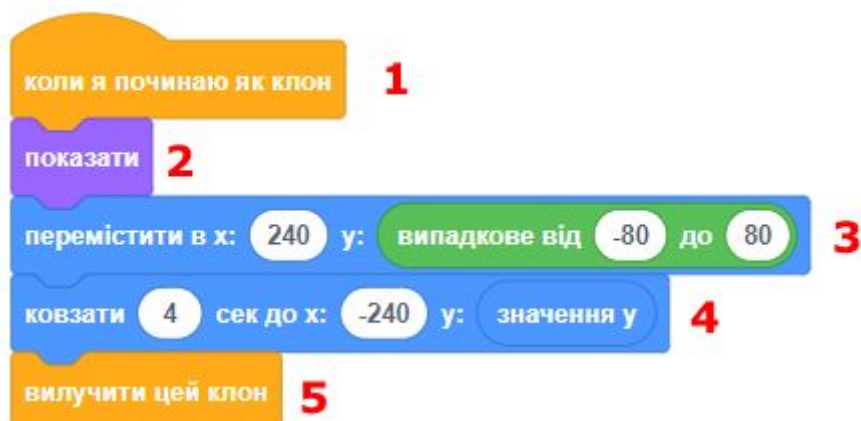 коли я починаю як клон 1
показати 2
перемістити в x: 240 y: випадкове від -80 до 80 3
ковзати 4 сек до x: -240 y: значення y 4
вилучити цей клон 5